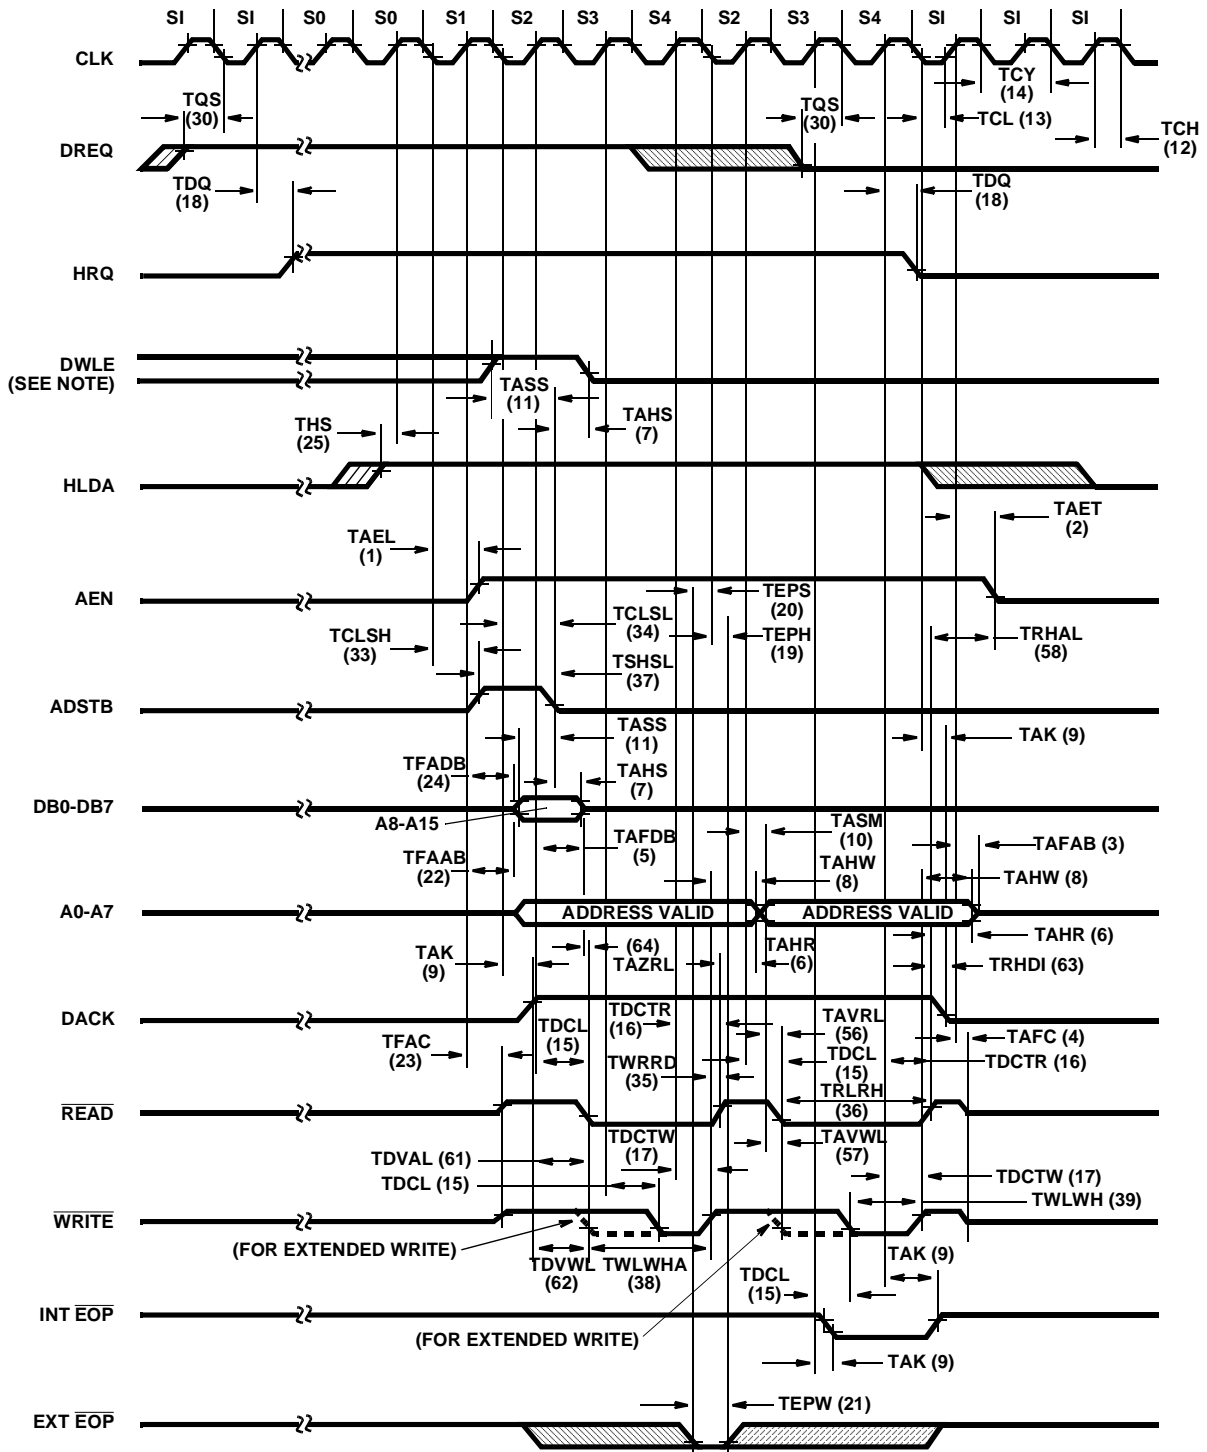 SI SI S0 S0 S1 S2 S3 S4 S2 S3 S4 SI SI SI
CLK
TQS
(30)
TQS
(30)
TCY
(14)
TCL (13)
TCH
(12)
DREQ
TDQ
(18)
TDQ
(18)
HRQ
DWLE
(SEE NOTE)
TASS
(11)
TAHS
(7)
THS
(25)
HLDA
TAET
(2)
TAEL
(1)
AEN
TEPS
(20)
TCLSL
(34)
TEPH
(19)
TCLSH
(33)
TRHAL
(58)
TSHSL
(37)
ADSTB
TASS
(11)
TAK (9)
TFADB
(24)
TAHS
(7)
DB0-DB7
A8-A15
TAFDB
(5)
TASM
(10)
TAFAB (3)
TFAAB
(22)
TAHW
(8)
TAHW (8)
A0-A7
ADDRESS VALID
ADDRESS VALID
TAK
(9)
(64)
TAZRL
TAHR
(6)
TAHR (6)
TRHDI (63)
DACK
TDCTR
(16)
TAVRL
(56)
TAFC (4)
TFAC
(23)
TDCL
(15)
TWRRD
(35)
TDCL
(15)
TDCTR (16)
TRLRH
(36)
READ
TDCTW
(17)
TAVWL
(57)
TDVAL (61)
TDCTW (17)
TDCL (15)
TWLWH (39)
WRITE
(FOR EXTENDED WRITE)
TDVWL
(62)
TWLWHA
(38)
TAK (9)
TDCL
(15)
INT EOP
(FOR EXTENDED WRITE)
TAK (9)
TEPW (21)
EXT EOP